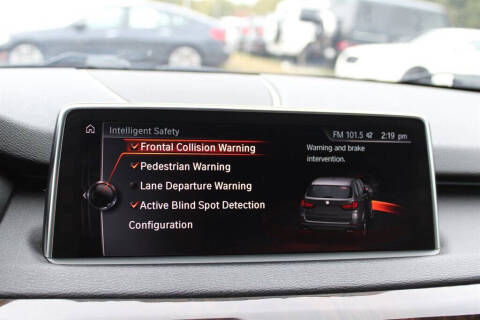 Intelligent Safety
FM 101.5 2:19 pm
Frontal Collision Warning
Pedestrian Warning
Lane Departure Warning
Active Blind Spot Detection
Configuration
Warning and brake
intervention.